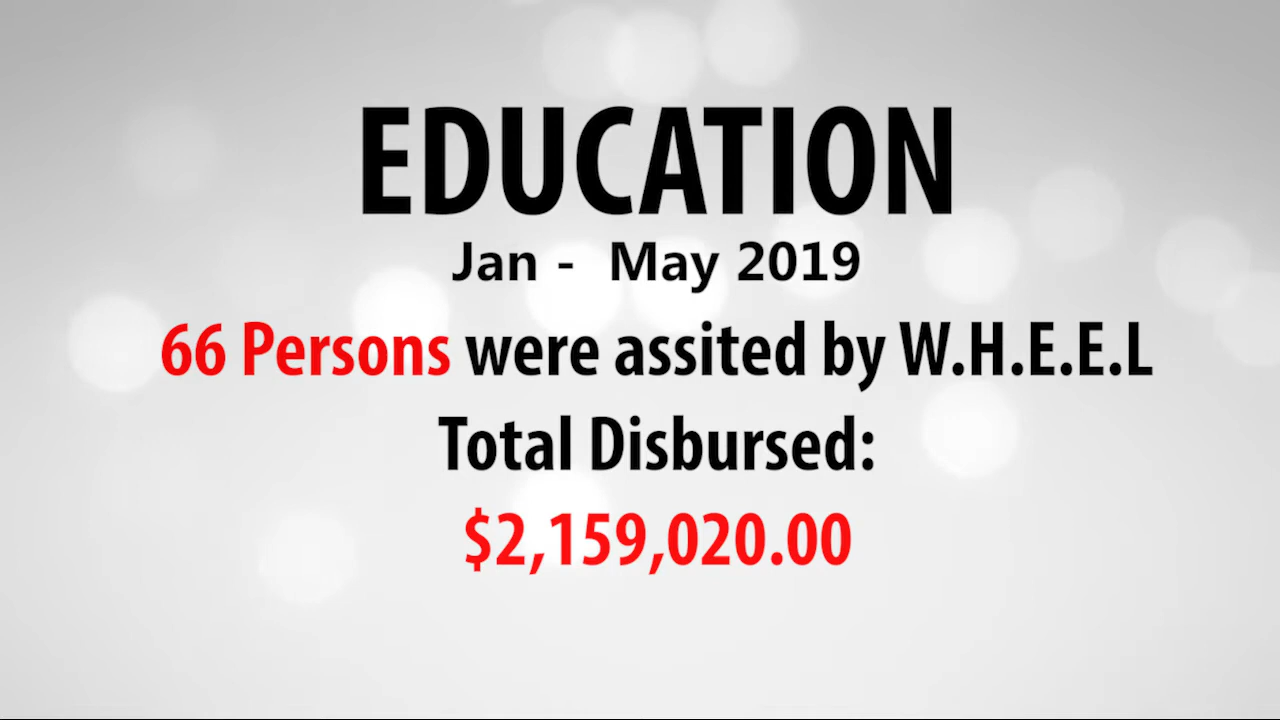 EDUCATION
Jan - May 2019
66 Persons were assited by W.H.E.E.L
Total Disbursed:
$2,159,020.00